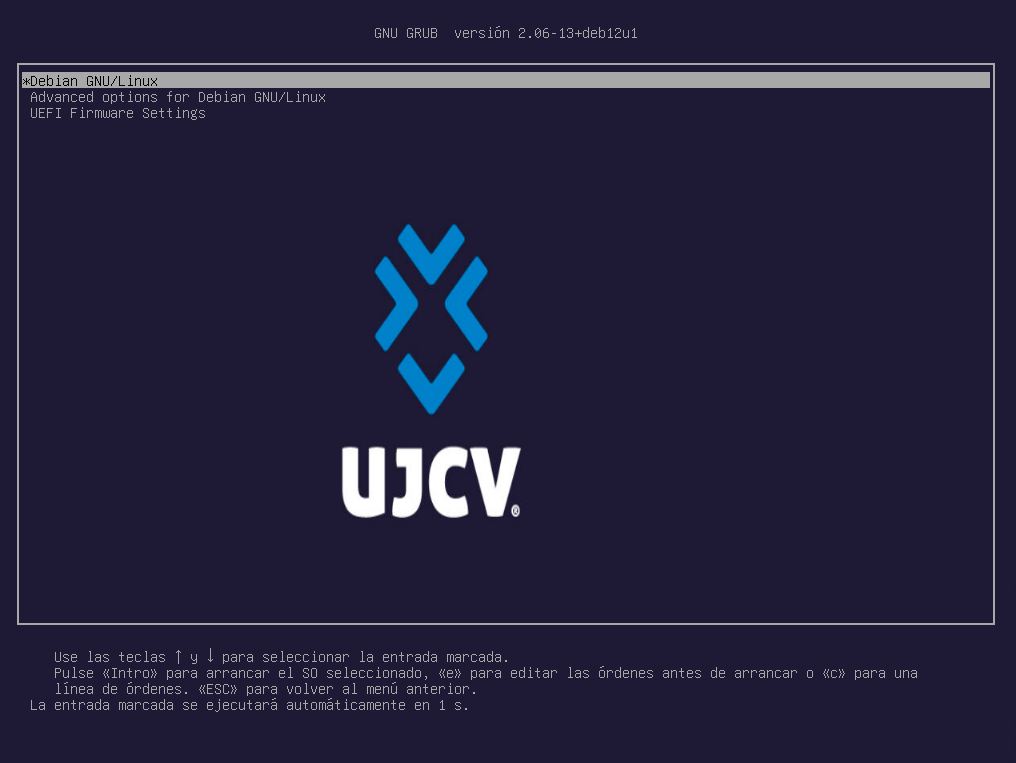 GNU GRUB  versión 2.06-13+deb12u1
*Debian GNU/Linux
Advanced options for Debian GNU/Linux
UEFI Firmware Settings
UJCV®
Use las teclas ↑ y ↓ para seleccionar la entrada marcada.
Pulse «Intro» para arrancar el SO seleccionado, «e» para editar las órdenes antes de arrancar o «c» para una
línea de órdenes. «ESC» para volver al menú anterior.
La entrada marcada se ejecutará automáticamente en 1 s.